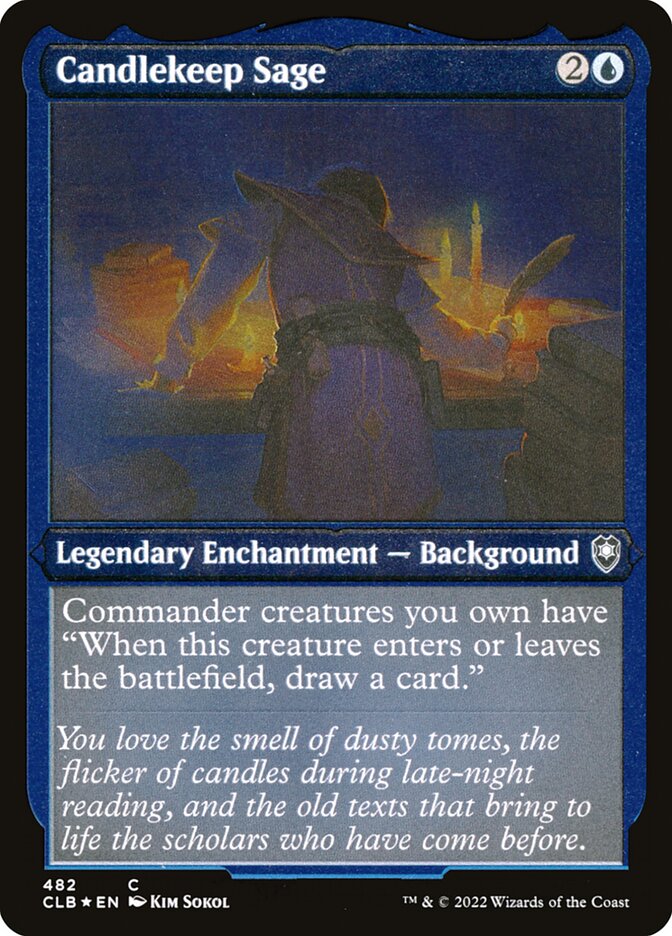 Candlekeep Sage 2
Legendary Enchantment — Background
Commander creatures you own have
“When this creature enters or leaves
the battlefield, draw a card.”
You love the smell of dusty tomes, the
flicker of candles during late-night
reading, and the old texts that bring to
life the scholars who have come before.
482 C
CLB★EN Kim Sokol
™ & © 2022 Wizards of the Coast